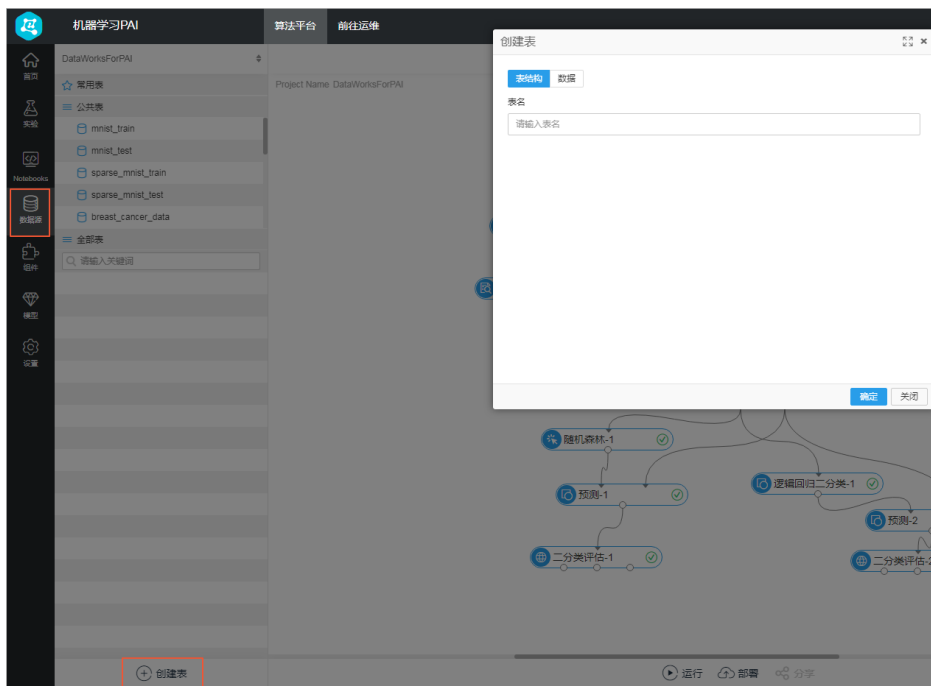 机器学习PAI
算法平台
前往运维
首页
实验
Notebooks
数据源
组件
模型
设置
DataWorksForPAI
常用表
公共表
mnist_train
mnist_test
sparse_mnist_train
sparse_mnist_test
breast_cancer_data
全部表
请输入关键词
创建表
Project Name DataWorksForPAI
创建表
表结构
数据
表名
请输入表名
确定
关闭
随机森林-1
预测-1
逻辑回归二分类-1
预测-2
二分类评估-1
二分类评估-2
运行
部署
分享